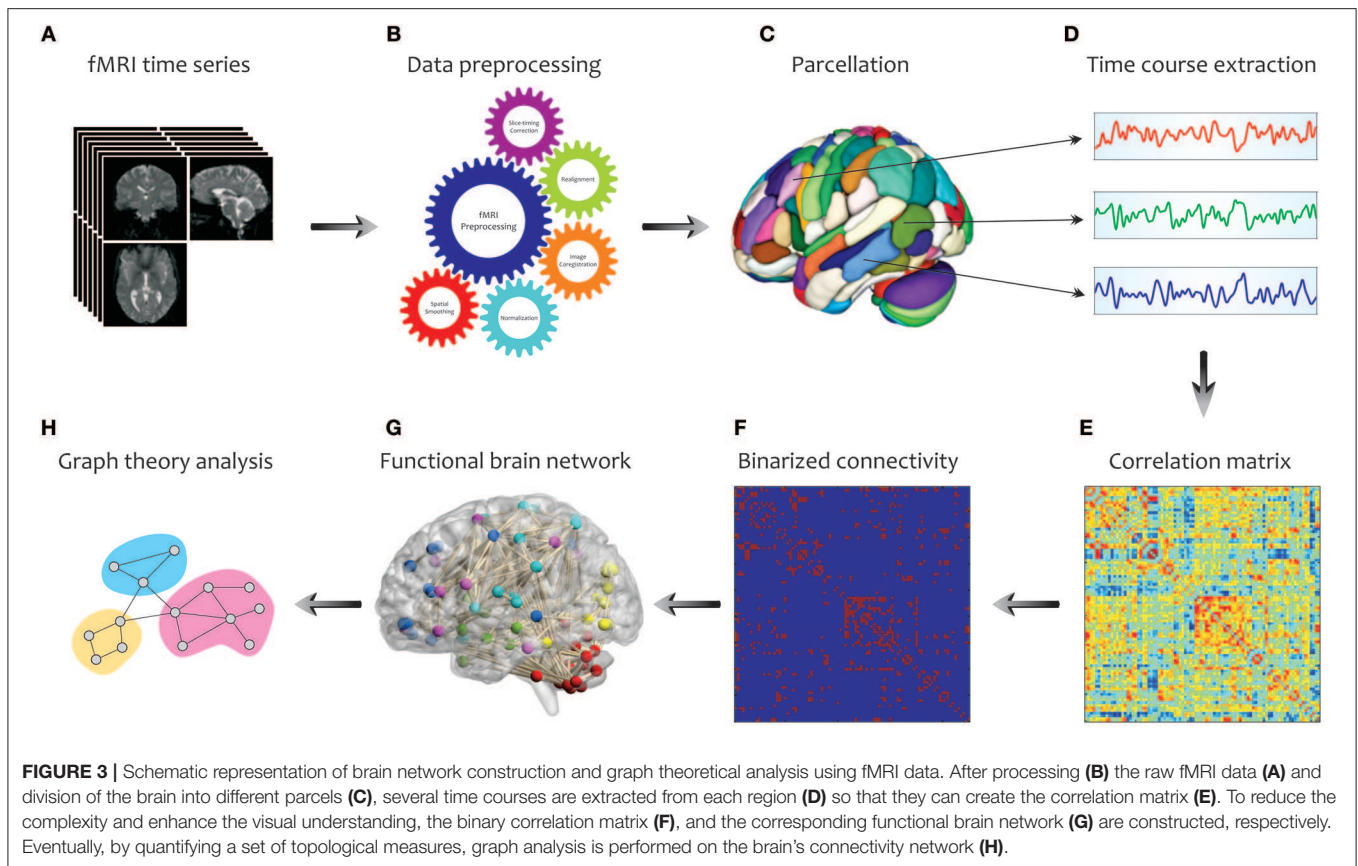 A
fMRI time series
B
Data preprocessing
Slice-timing
Correction
Realignment
fMRI
Preprocessing
Image
Coregistration
Spatial
Smoothing
Normalization
C
Parcellation
D
Time course extraction
H
Graph theory analysis
G
Functional brain network
F
Binarized connectivity
E
Correlation matrix
FIGURE 3 | Schematic representation of brain network construction and graph theoretical analysis using fMRI data. After processing (B) the raw fMRI data (A) and
division of the brain into different parcels (C), several time courses are extracted from each region (D) so that they can create the correlation matrix (E). To reduce the
complexity and enhance the visual understanding, the binary correlation matrix (F), and the corresponding functional brain network (G) are constructed, respectively.
Eventually, by quantifying a set of topological measures, graph analysis is performed on the brain's connectivity network (H).